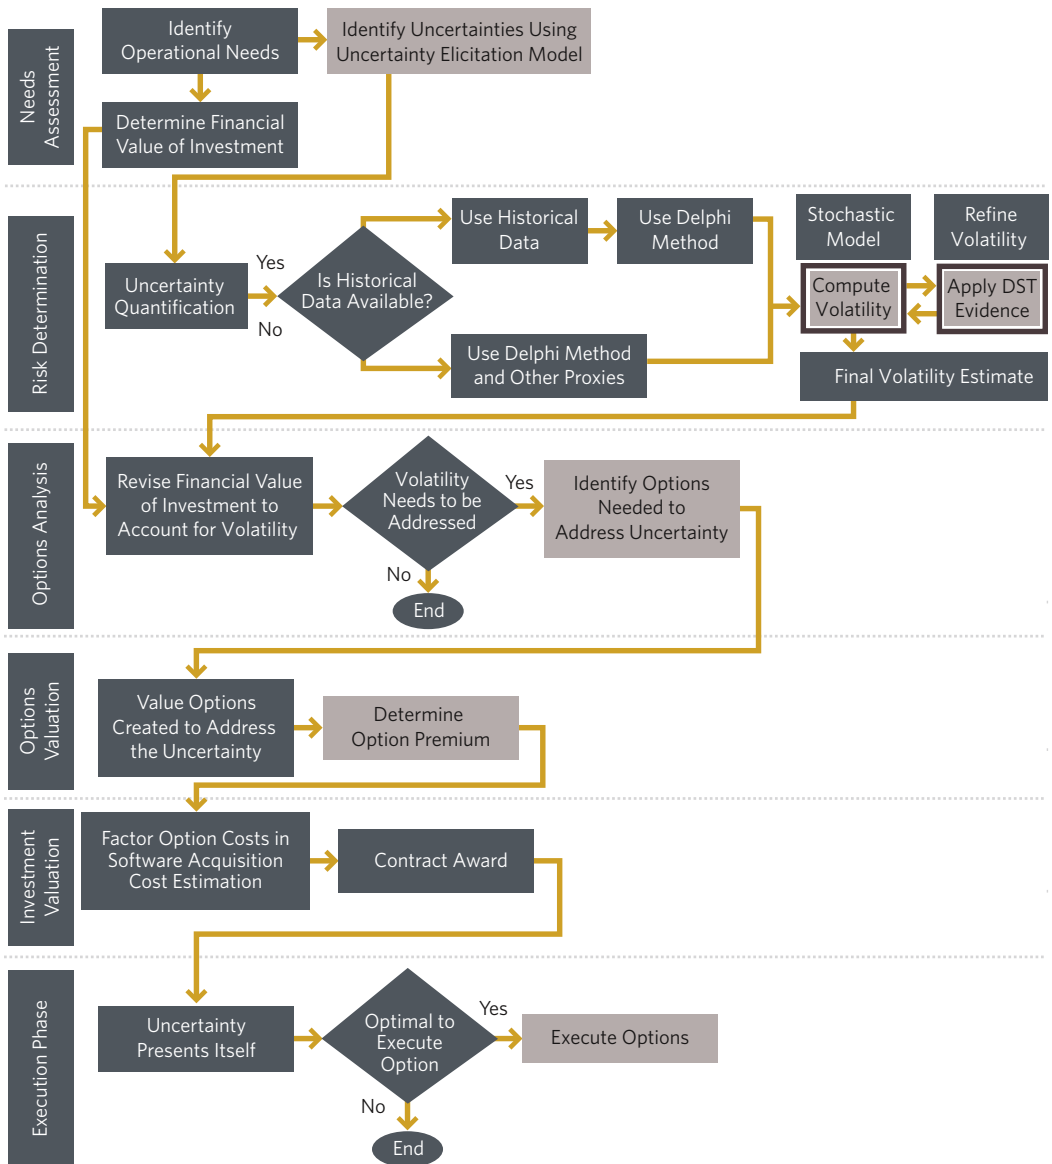 Needs
Assessment
Identify
Operational Needs
Identify Uncertainties Using
Uncertainty Elicitation Model
Determine Financial
Value of Investment
Risk Determination
Uncertainty
Quantification
Yes
No
Is Historical
Data Available?
Use Historical
Data
Use Delphi
Method
Use Delphi Method
and Other Proxies
Stochastic
Model
Refine
Volatility
Compute
Volatility
Apply DST
Evidence
Final Volatility Estimate
Options Analysis
Revise Financial Value
of Investment to
Account for Volatility
Volatility
Needs to be
Addressed
Yes
No
End
Identify Options
Needed to
Address Uncertainty
Options
Valuation
Value Options
Created to Address
the Uncertainty
Determine
Option Premium
Investment
Valuation
Factor Option Costs in
Software Acquisition
Cost Estimation
Contract Award
Execution Phase
Uncertainty
Presents Itself
Optimal to
Execute
Option
Yes
No
End
Execute Options